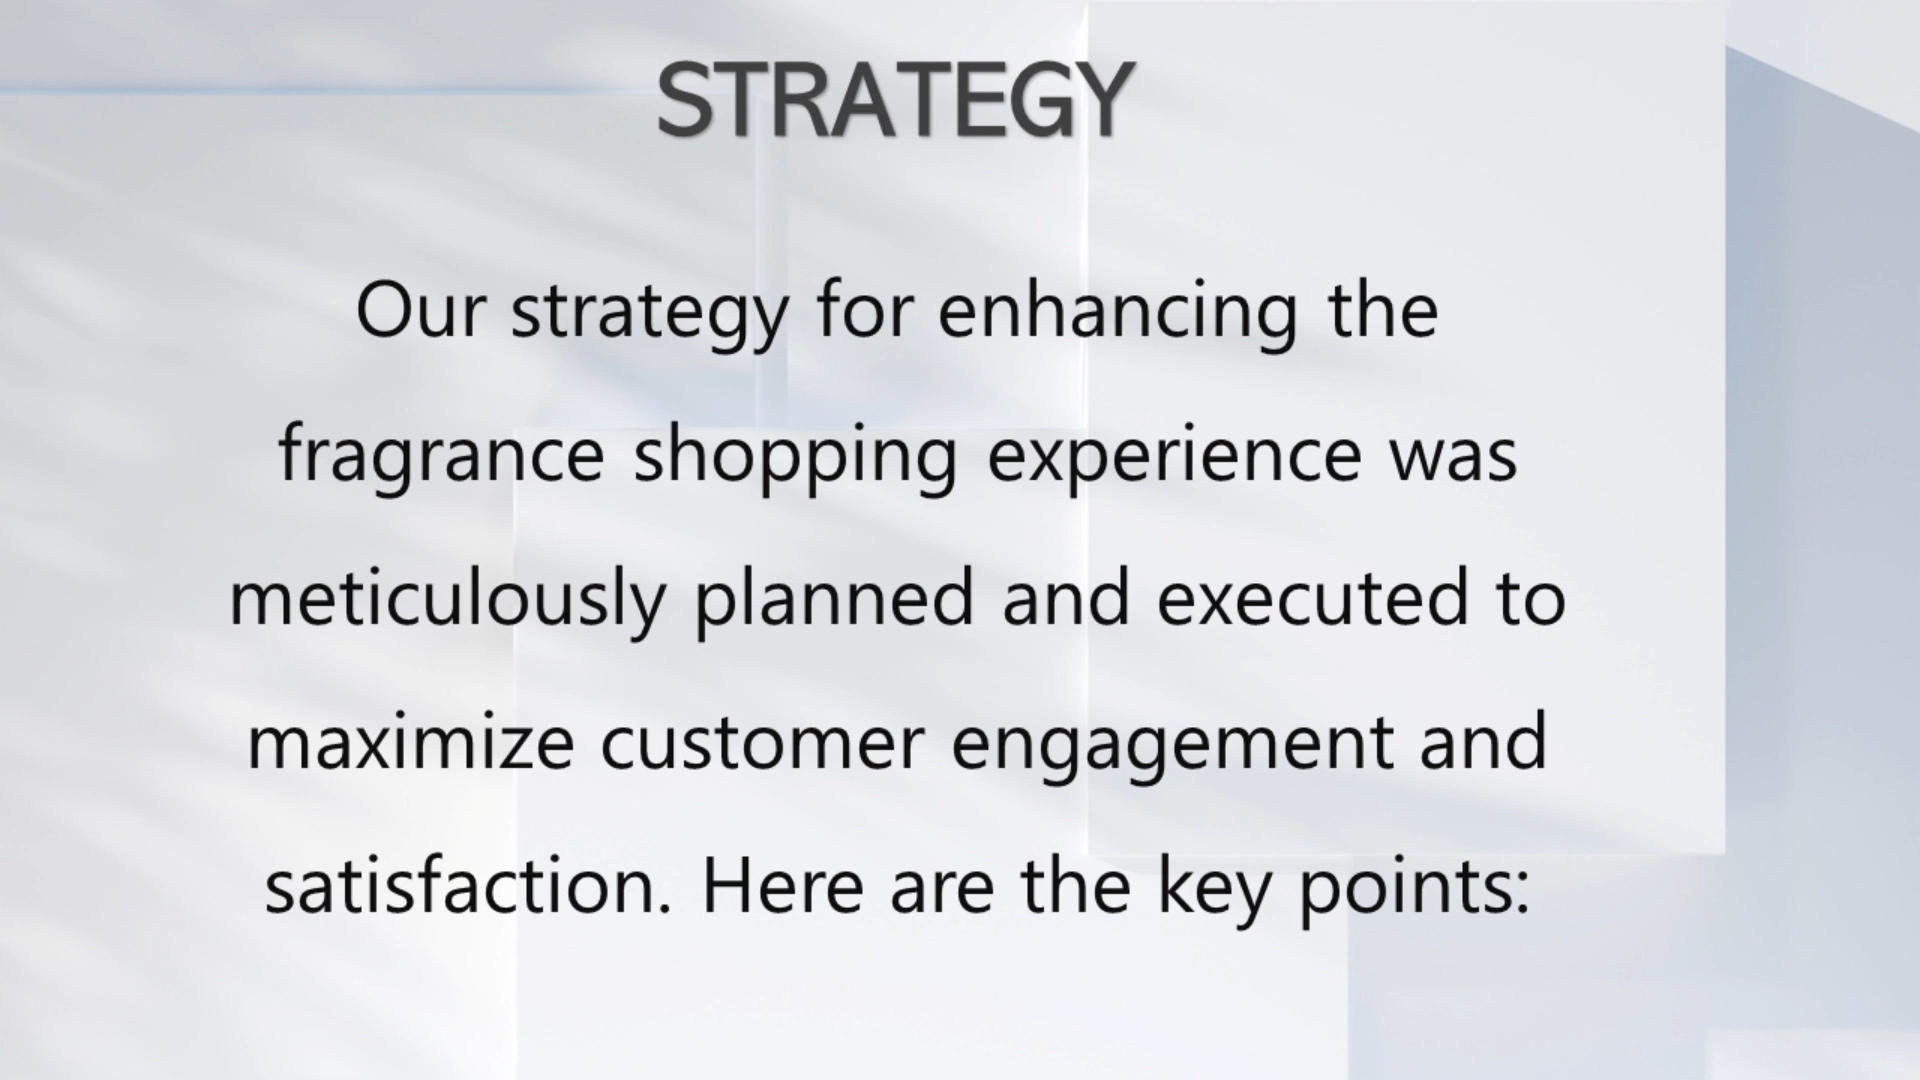 STRATEGY
Our strategy for enhancing the
fragrance shopping experience was
meticulously planned and executed to
maximize customer engagement and
satisfaction. Here are the key points: